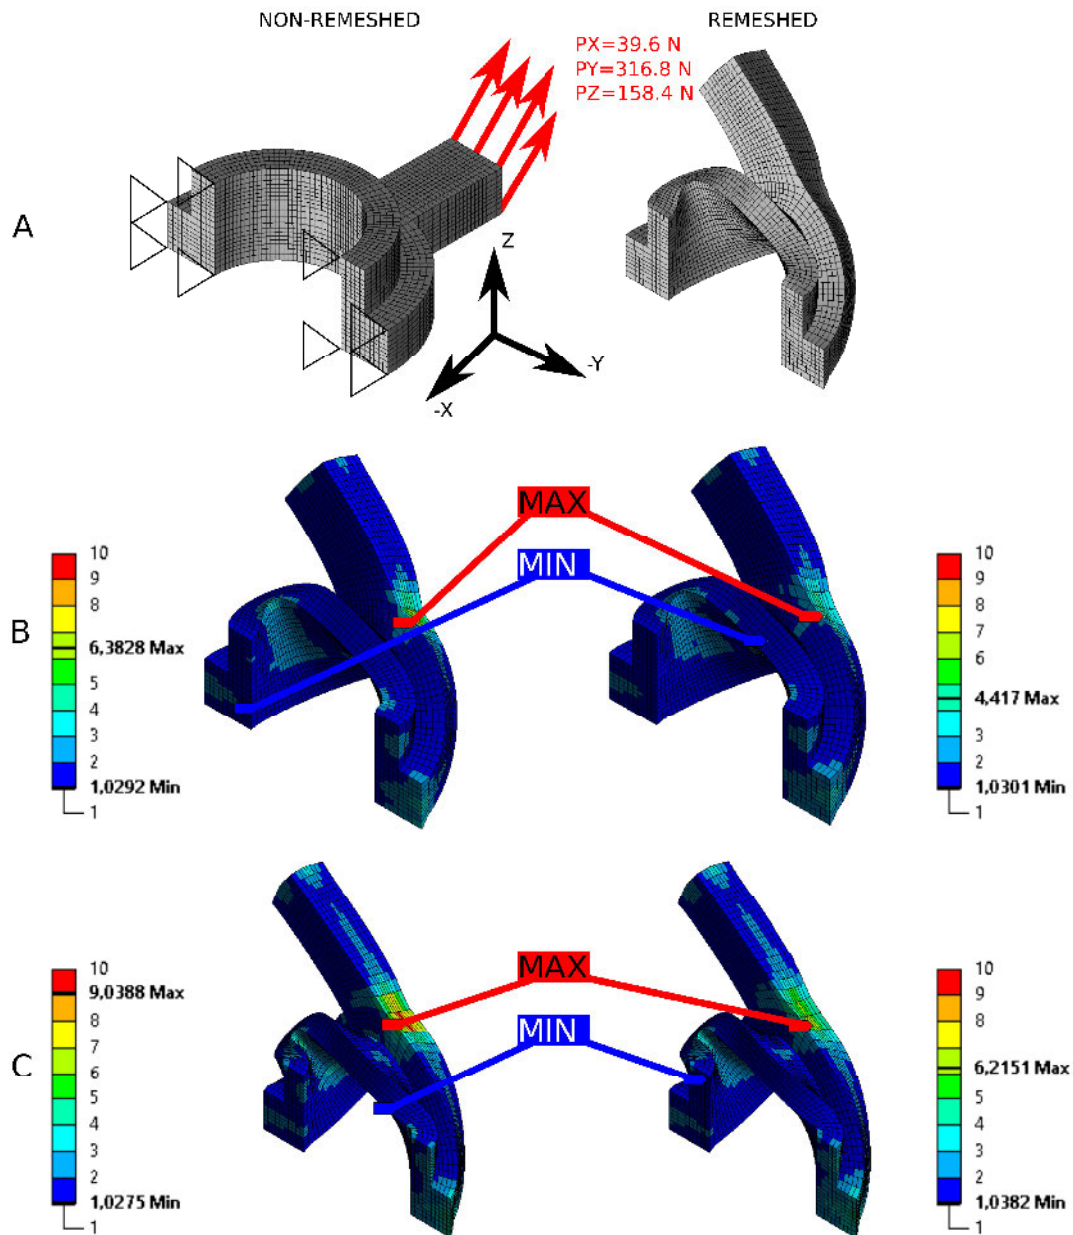 NON-REMESHED
REMESHED
PX=39.6 N
PY=316.8 N
PZ=158.4 N
A
Z
-Y
-X
MAX
MIN
B
10
9
8
7
6,3828 Max
5
4
3
2
1,0292 Min
1
10
9
8
7
6
5
4,417 Max
3
2
1,0301 Min
1
MAX
MIN
C
10
9,0388 Max
8
7
6
5
4
3
2
1,0275 Min
1
10
9
8
7
6,2151 Max
5
4
3
2
1,0382 Min
1